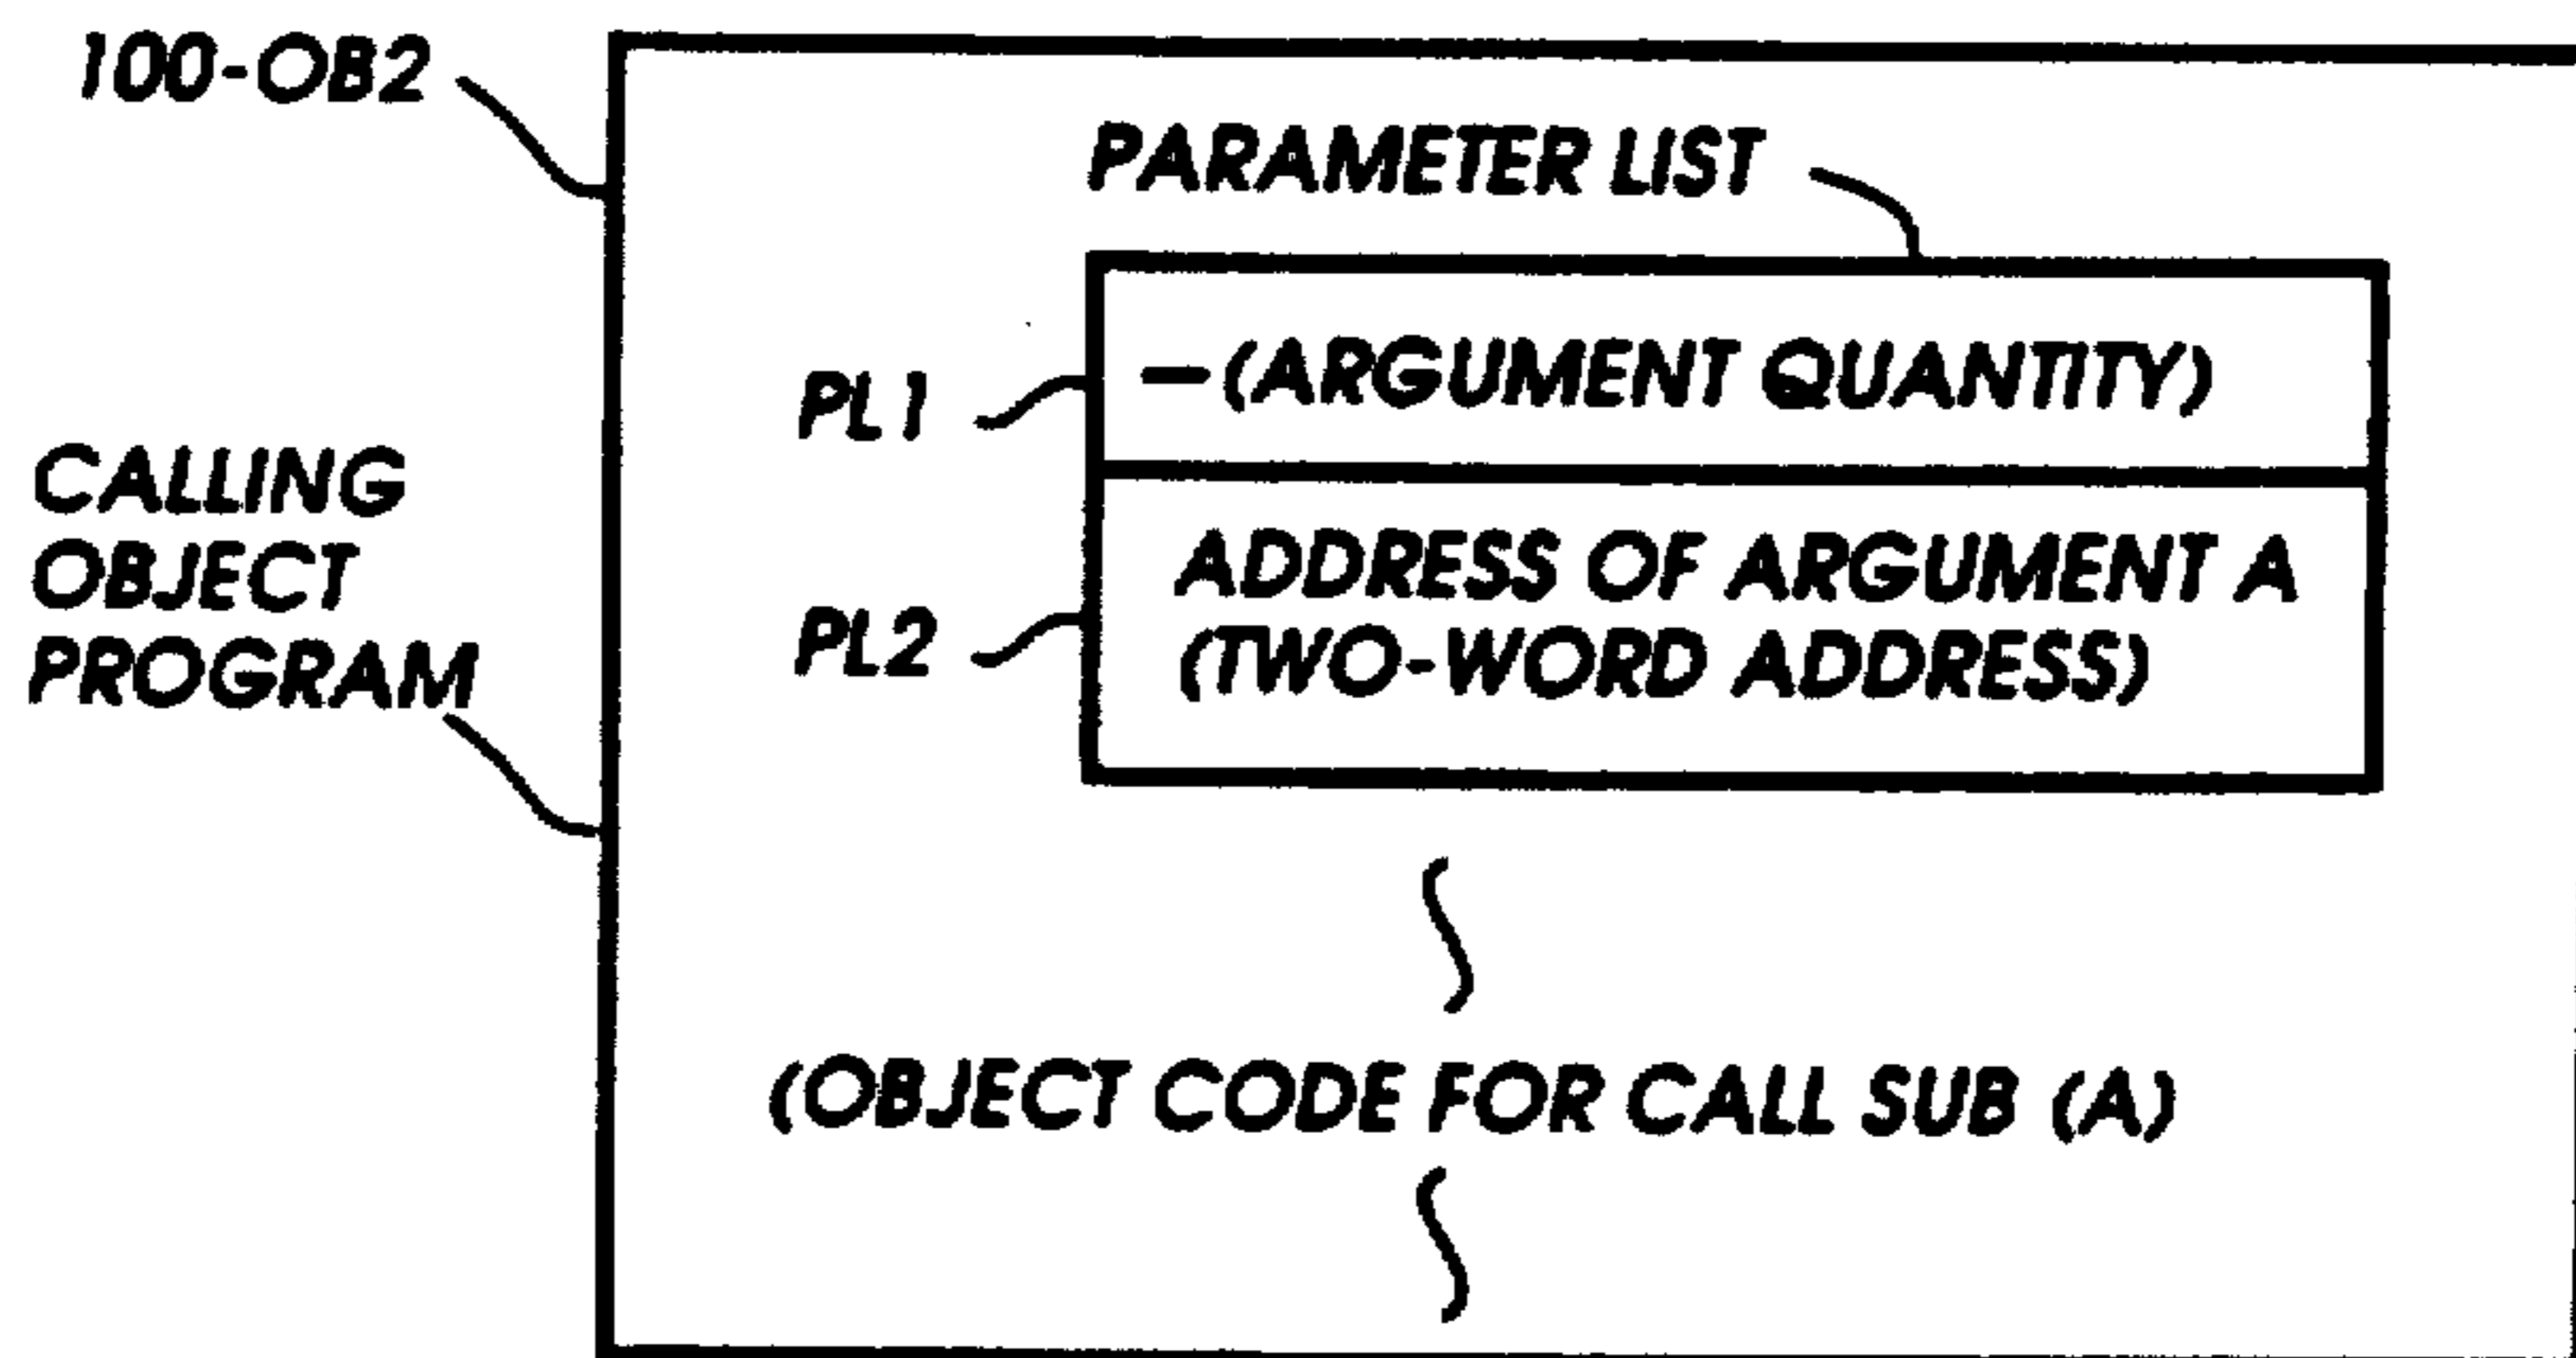 100-OB2
PARAMETER LIST
PL1
—(ARGUMENT QUANTITY)
CALLING
OBJECT
PROGRAM
PL2
ADDRESS OF ARGUMENT A
(TWO-WORD ADDRESS)
(OBJECT CODE FOR CALL SUB (A)